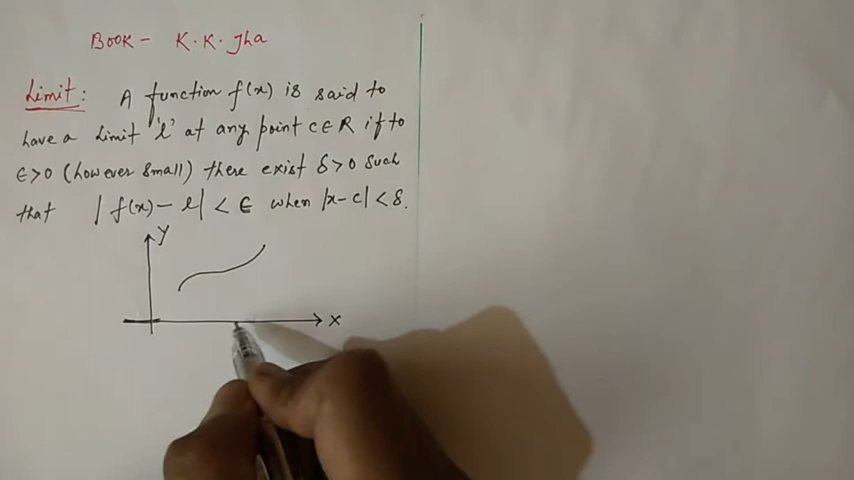 Book - K.K. Jha
Limit: A function f(x) is said to
have a Limit 'l' at any point c∈R if to
∈>0 (however small) there exist δ>0 such
that |f(x)-l| < ∈ when |x-c| < δ.
Y
X